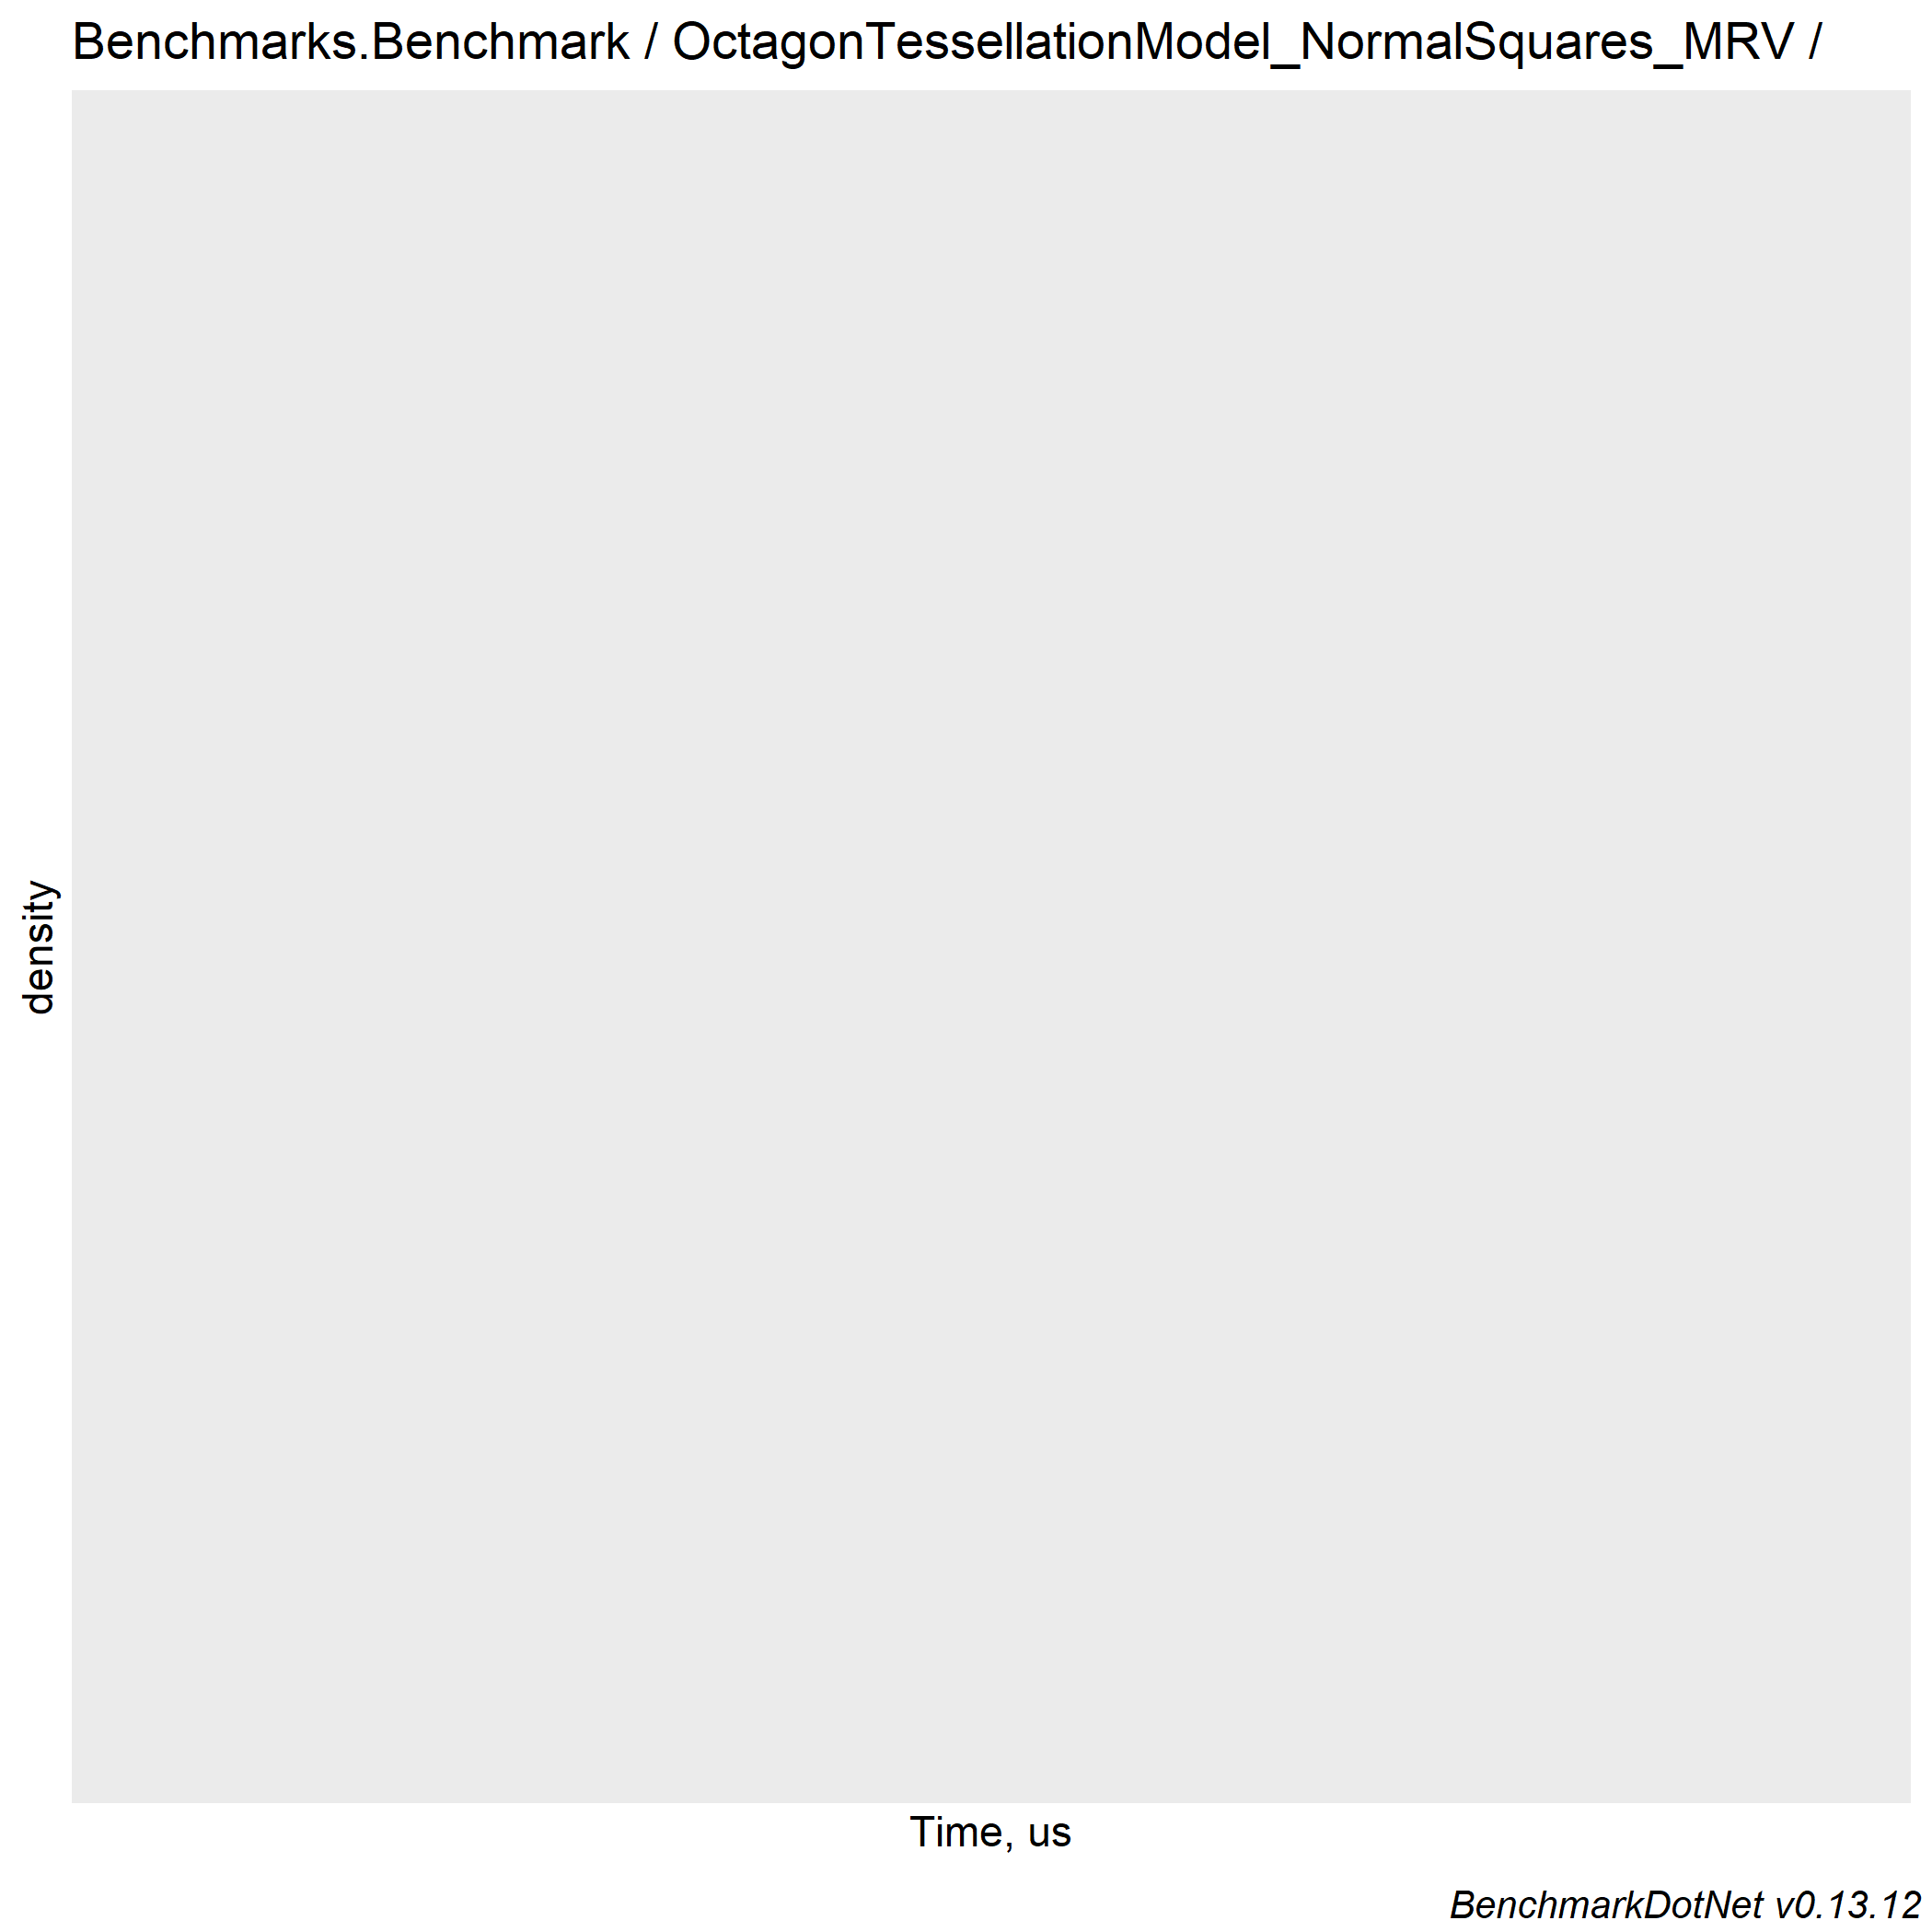 Benchmarks.Benchmark / OctagonTessellationModel_NormalSquares_MRV /
density
Time, us
BenchmarkDotNet v0.13.12